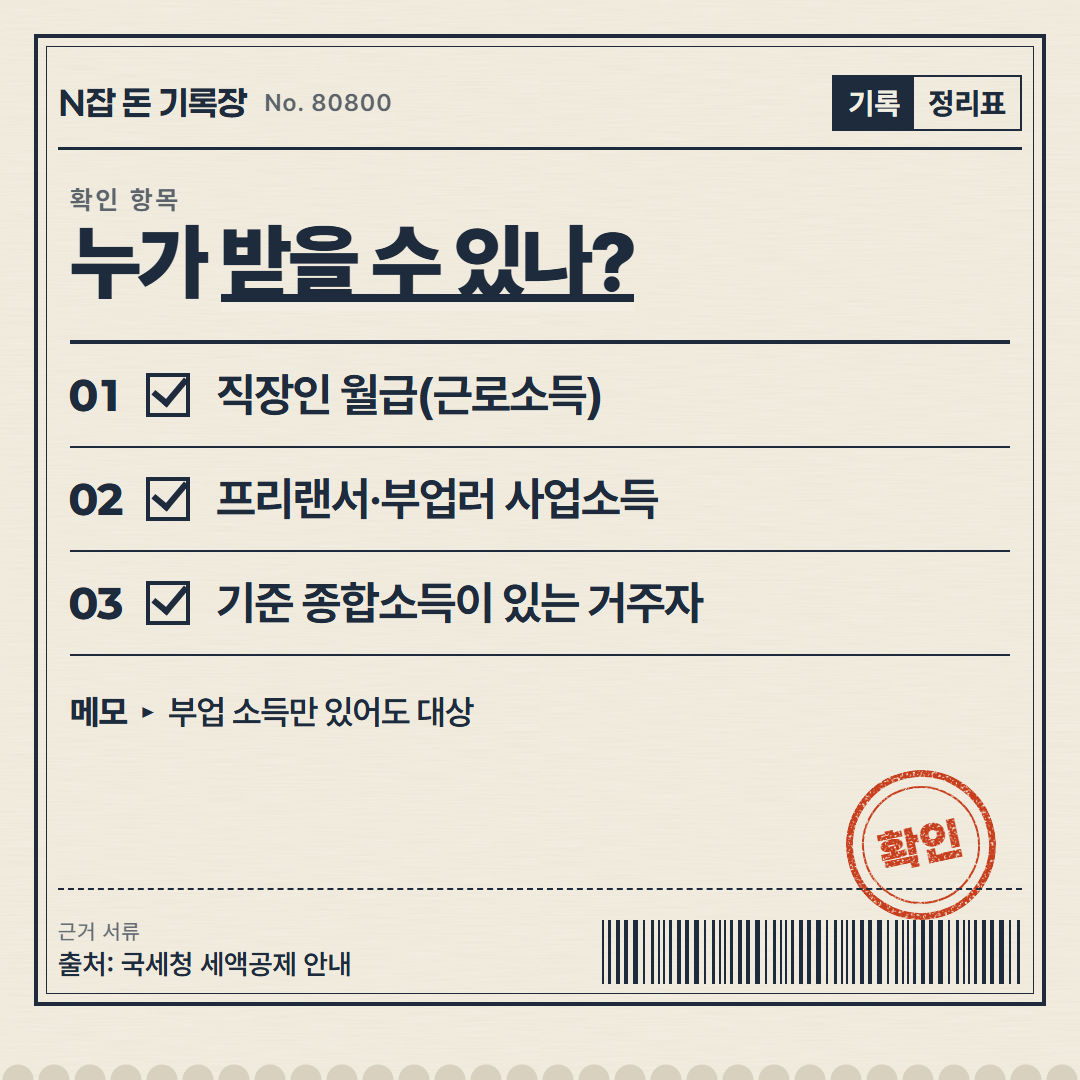 N잡 돈 기록장 No. 80800
기록 정리표
확인 항목
누가 받을 수 있나?
01 직장인 월급(근로소득)
02 프리랜서·부업러 사업소득
03 기준 종합소득이 있는 거주자
메모 ▸ 부업 소득만 있어도 대상
확인
근거 서류
출처: 국세청 세액공제 안내